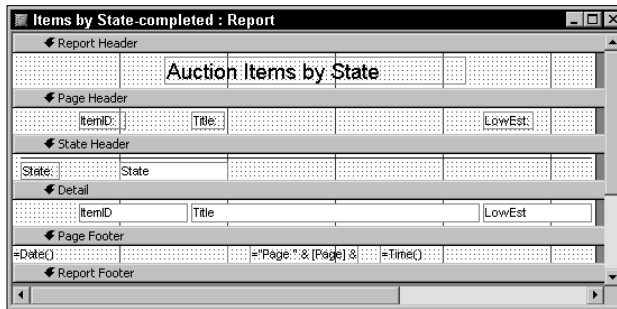 Items by State-completed : Report
Report Header
Auction Items by State
Page Header
ItemID: Title: LowEst:
State Header
State: State
Detail
ItemID Title LowEst
Page Footer
=Date() ="Page " & [Page] & =Time()
Report Footer